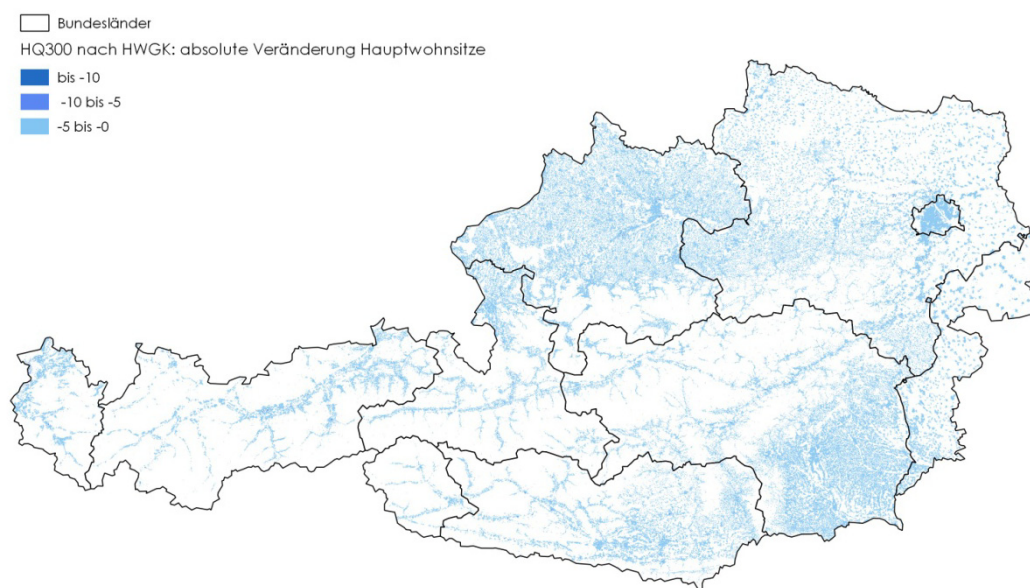 Bundesländer
HQ300 nach HWGK: absolute Veränderung Hauptwohnsitze
bis -10
-10 bis -5
-5 bis -0